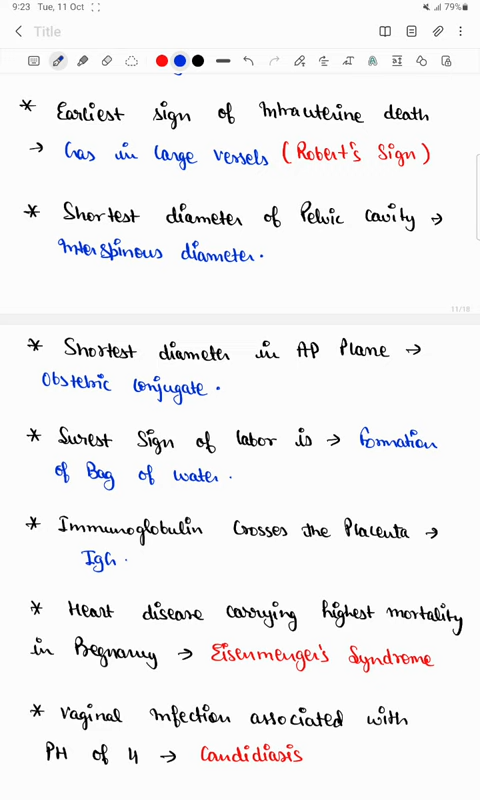 9:23 Tue, 11 Oct
79%
Title
* Earliest sign of Intrauterine death
→ Gas in large vessels (Robert's Sign)
* Shortest diameter of Pelvic cavity →
Interspinous diameter.
11/18
* Shortest diameter in AP Plane →
Obstetric Conjugate.
* Surest Sign of labor is → Formation
of Bag of water.
* Immunoglobulin Crosses the Placenta →
IgG.
* Heart disease carrying highest mortality
in Pregnancy → Eisenmenger's Syndrome
* Vaginal Infection associated with
PH of 4 → Candidiasis